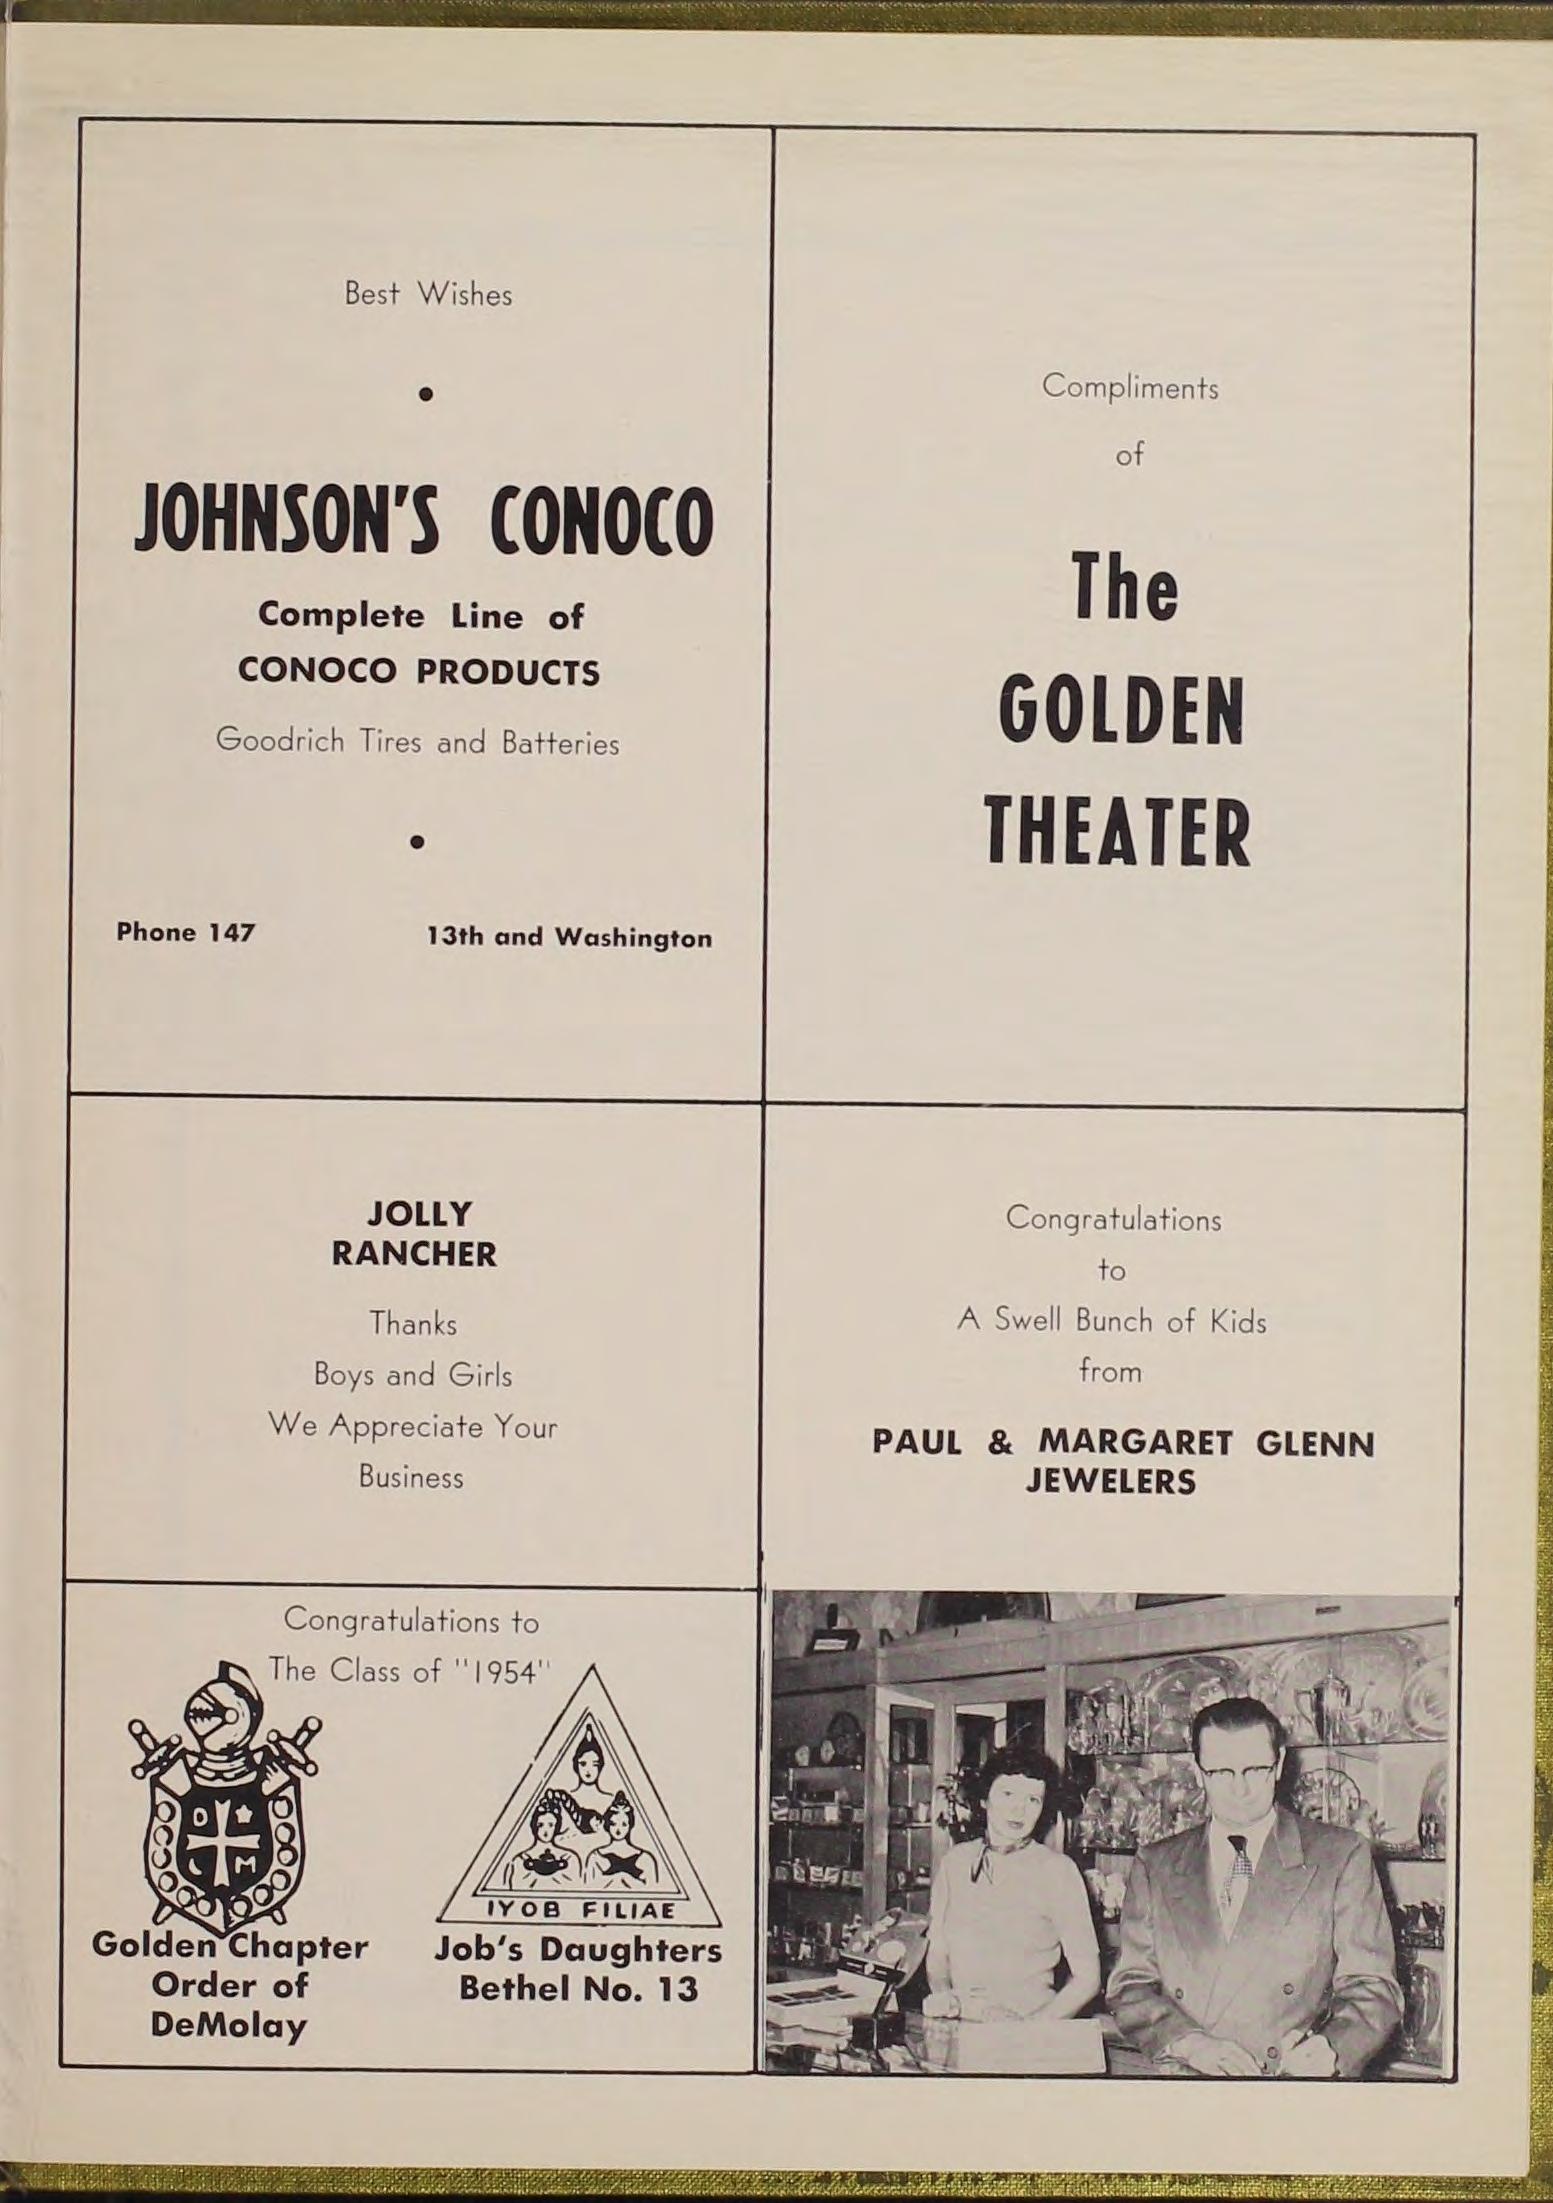 Best Wishes
JOHNSON'S CONOCO
Complete Line of
CONOCO PRODUCTS
Goodrich Tires and Batteries
Phone 147 13th and Washington
Compliments
of
The
GOLDEN
THEATER
JOLLY
RANCHER
Thanks
Boys and Girls
We Appreciate Your
Business
Congratulations
to
A Swell Bunch of Kids
from
PAUL & MARGARET GLENN
JEWELERS
Congratulations to
The Class of "1954"
IYOB FILIAE
Golden Chapter
Order of
DeMolay
Job's Daughters
Bethel No. 13